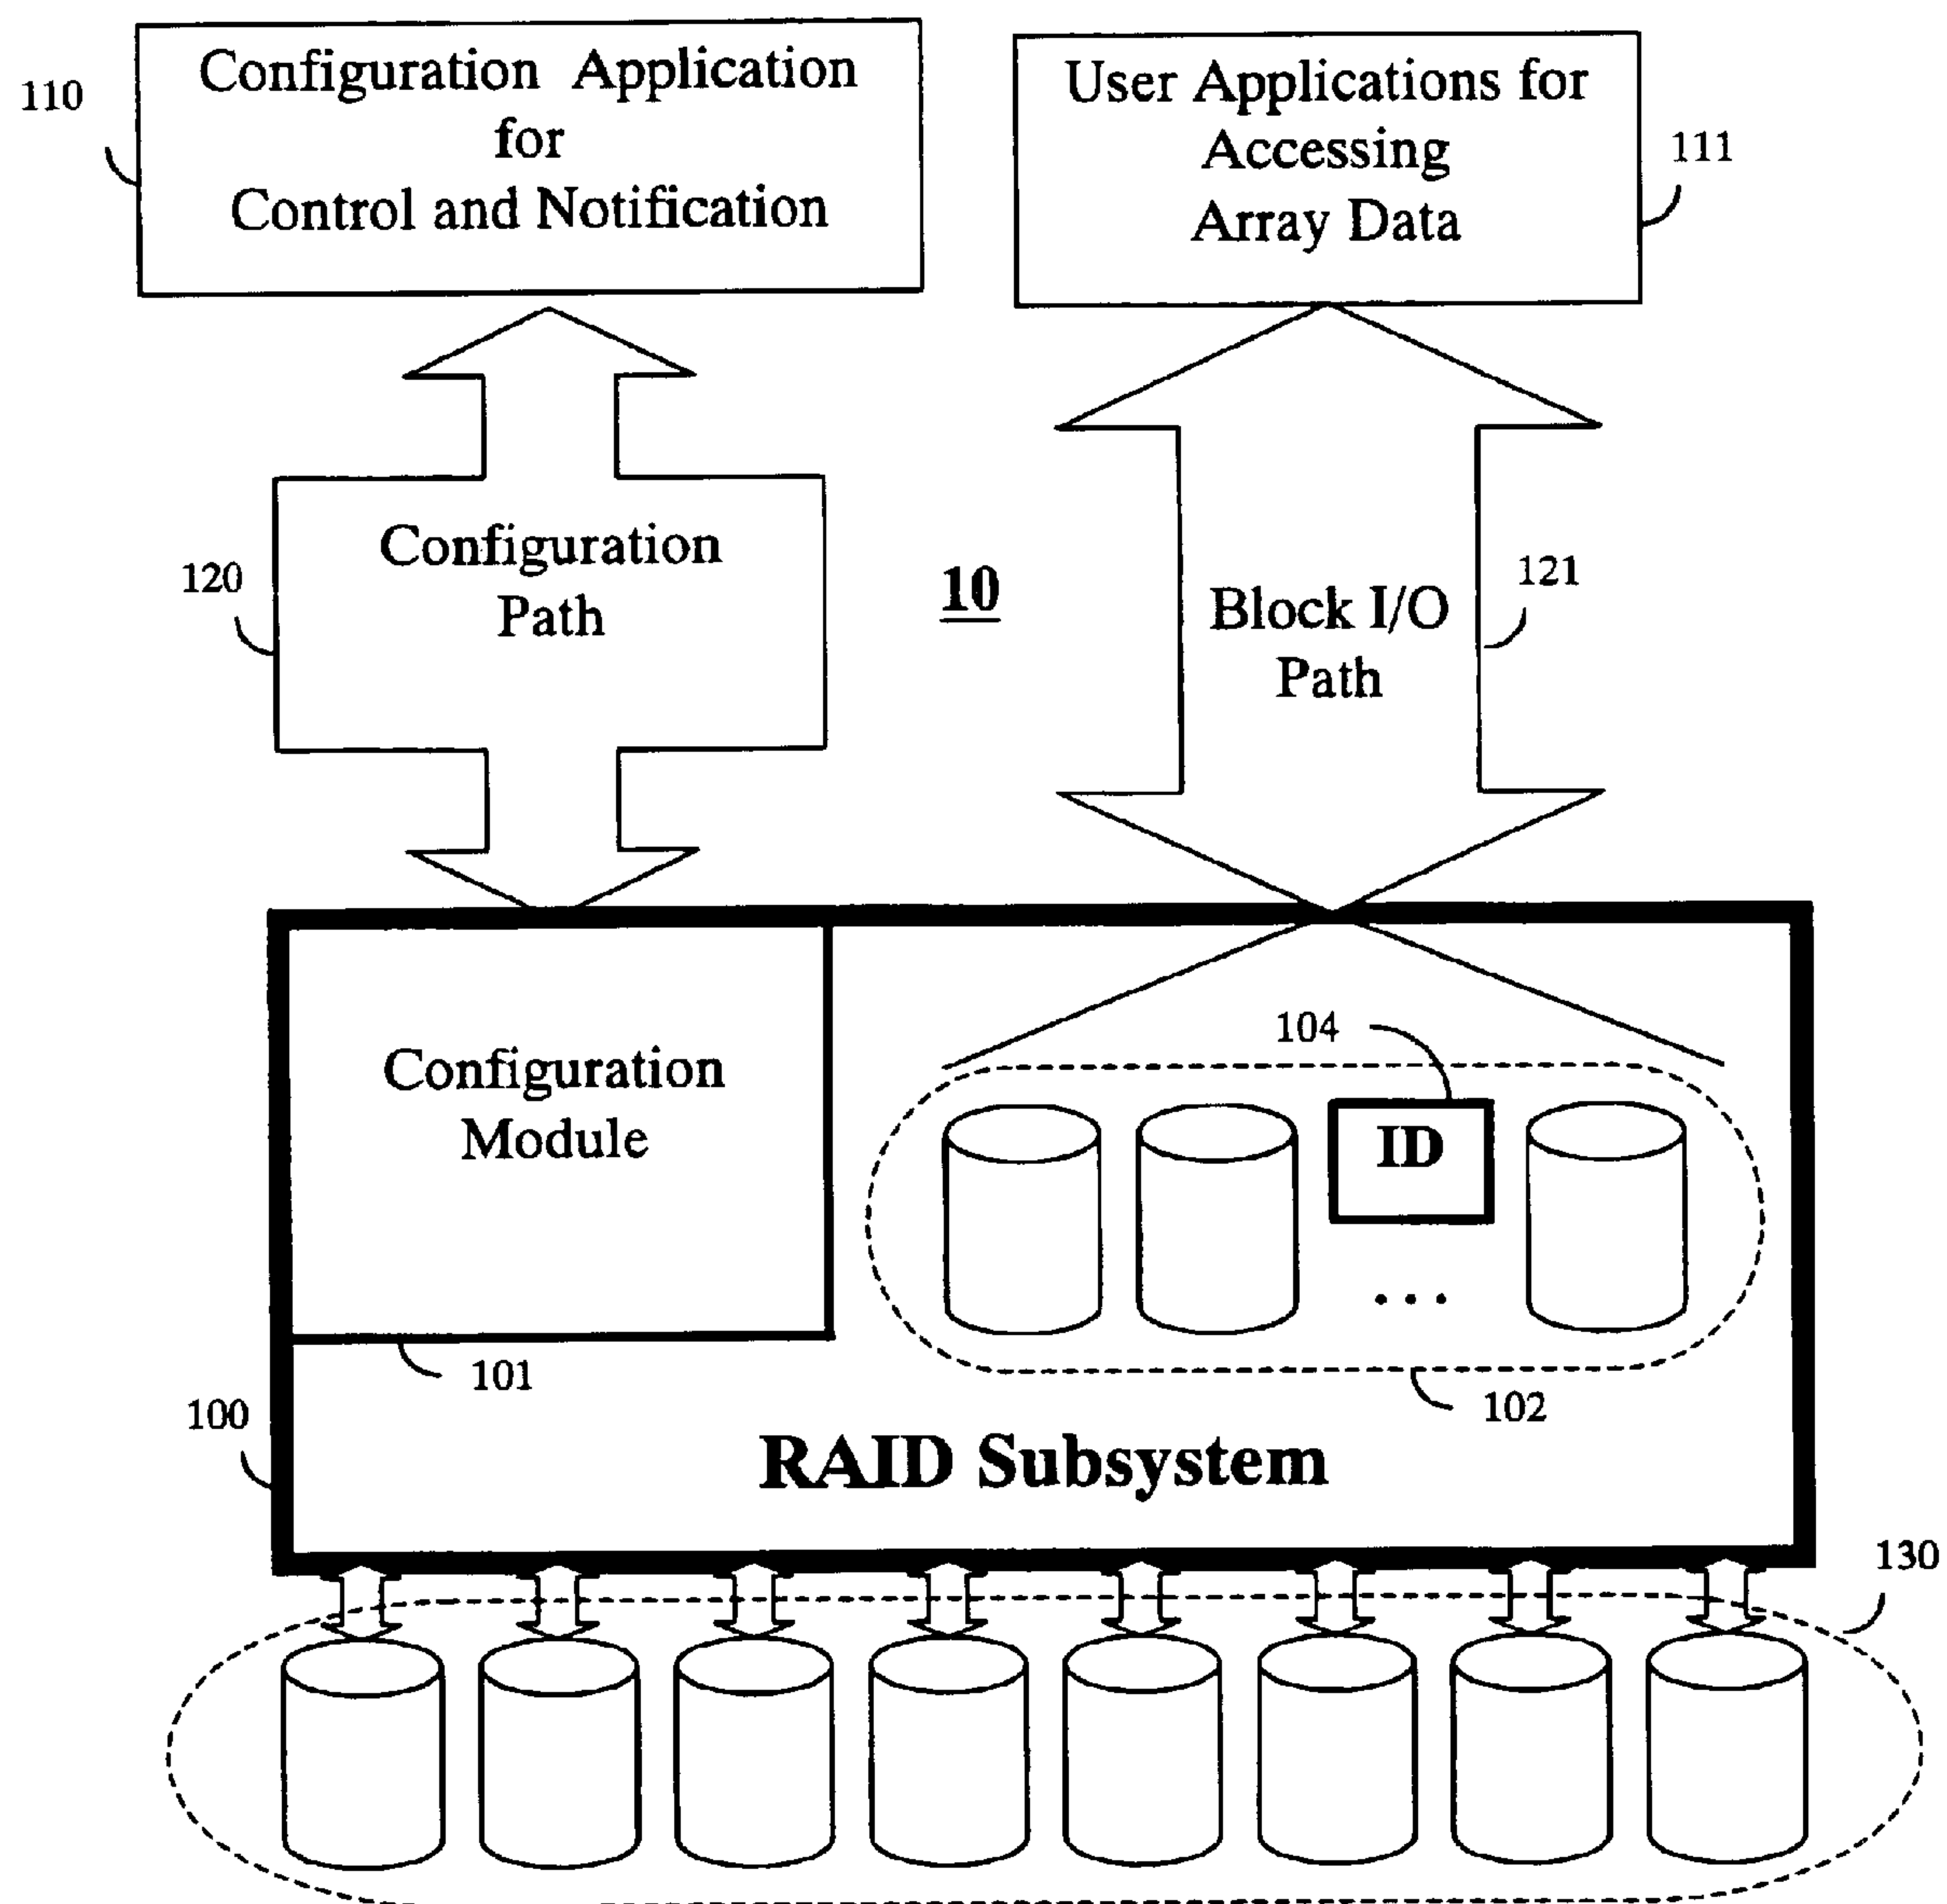 Configuration Application
for
Control and Notification
110
User Applications for
Accessing
Array Data
111
Configuration
Path
120
10
Block I/O
Path
121
Configuration
Module
101
104
ID
...
102
100
RAID Subsystem
130